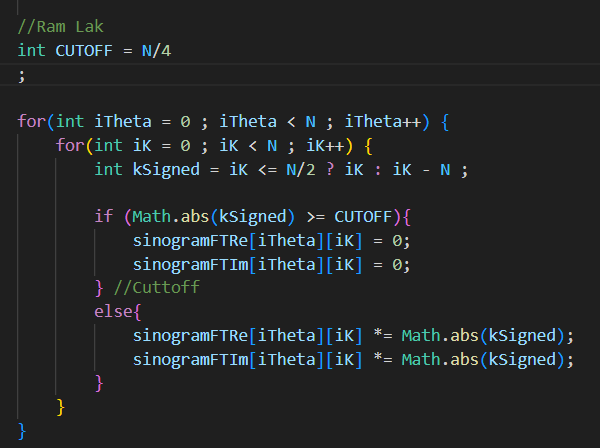 //Ram Lak
int CUTOFF = N/4
;
for(int iTheta = 0 ; iTheta < N ; iTheta++) {
for(int iK = 0 ; iK < N ; iK++) {
int kSigned = iK <= N/2 ? iK : iK - N ;
if (Math.abs(kSigned) >= CUTOFF){
sinogramFTRe[iTheta][iK] = 0;
sinogramFTIm[iTheta][iK] = 0;
} //Cuttoff
else{
sinogramFTRe[iTheta][iK] *= Math.abs(kSigned);
sinogramFTIm[iTheta][iK] *= Math.abs(kSigned);
}
}
}